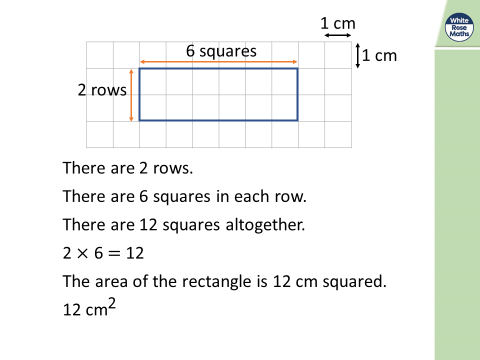 White
Rose
Maths
1 cm
6 squares
1 cm
2 rows
There are 2 rows.
There are 6 squares in each row.
There are 12 squares altogether.
2 × 6 = 12
The area of the rectangle is 12 cm squared.
12 cm²